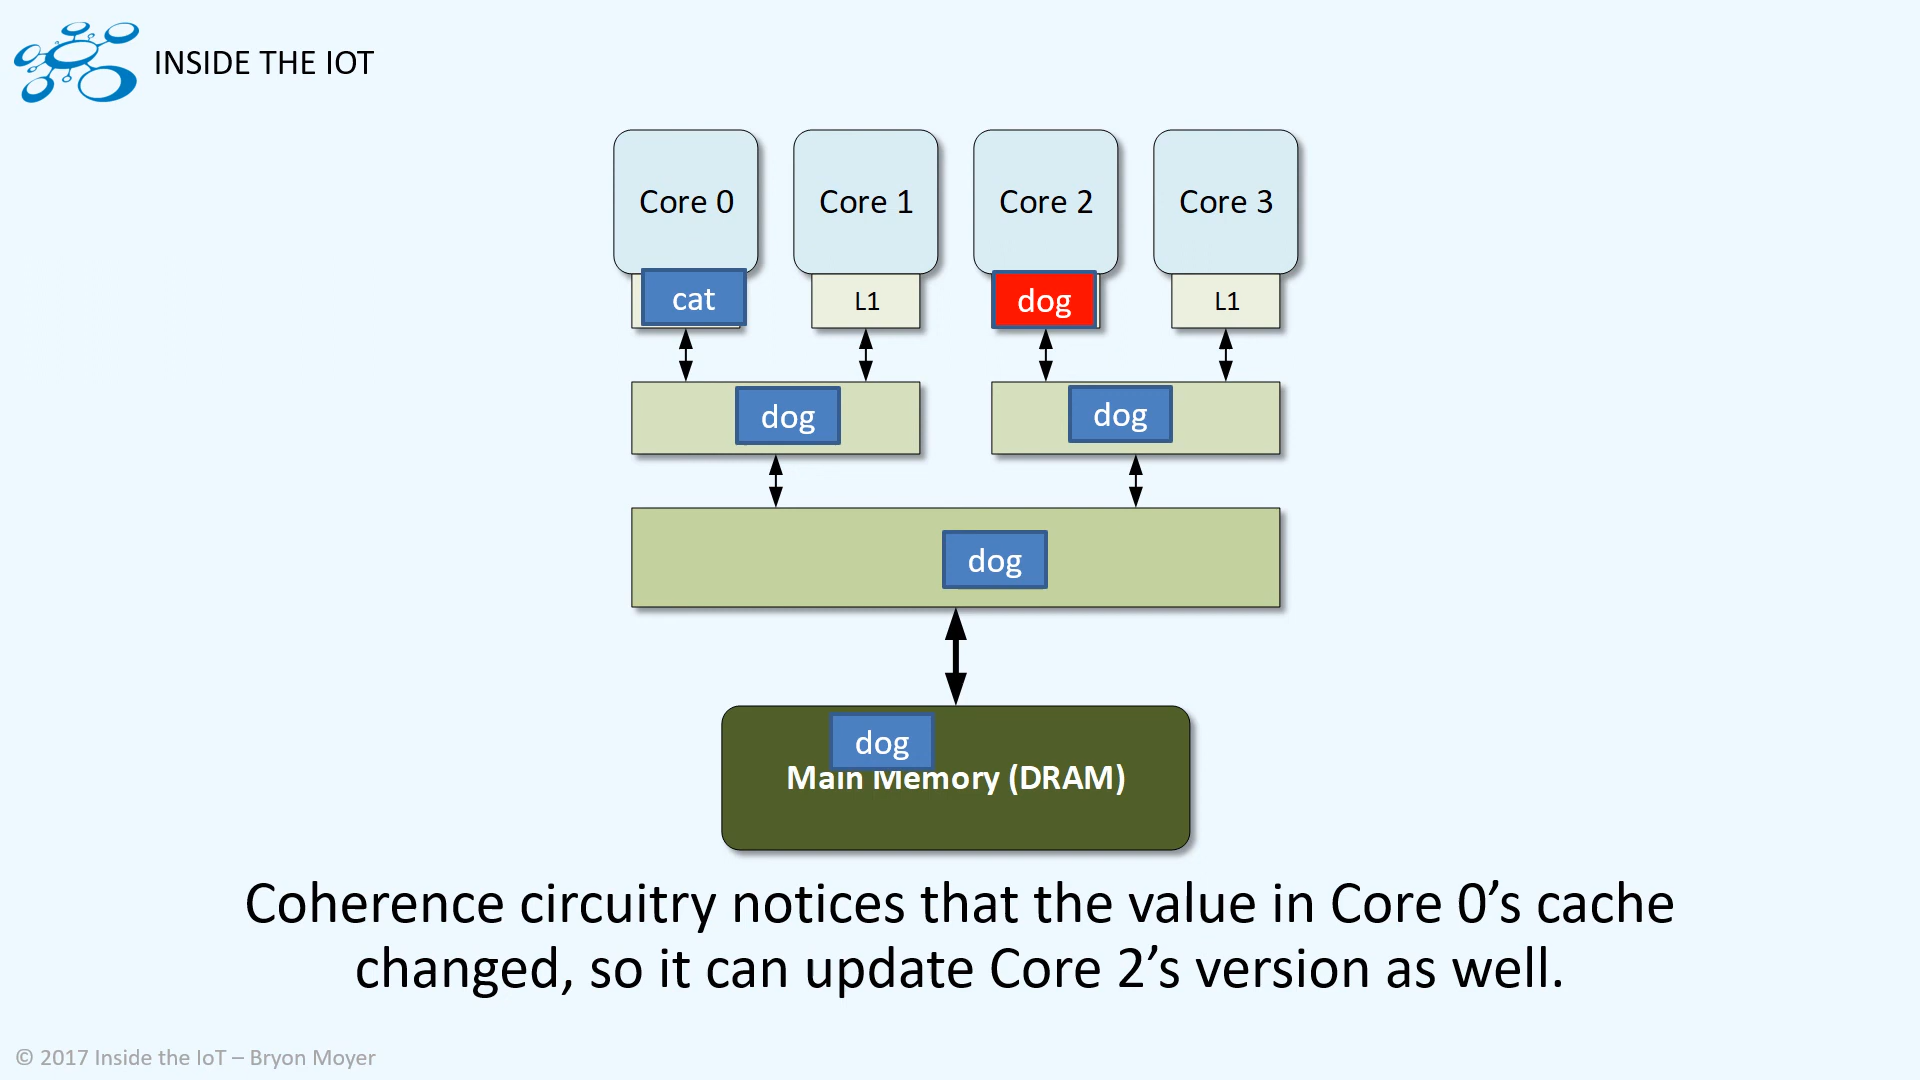 INSIDE THE IOT
Core 0
Core 1
Core 2
Core 3
cat
L1
dog
L1
dog
dog
dog
dog
Main Memory (DRAM)
Coherence circuitry notices that the value in Core 0’s cache
changed, so it can update Core 2’s version as well.
© 2017 Inside the IoT – Bryon Moyer